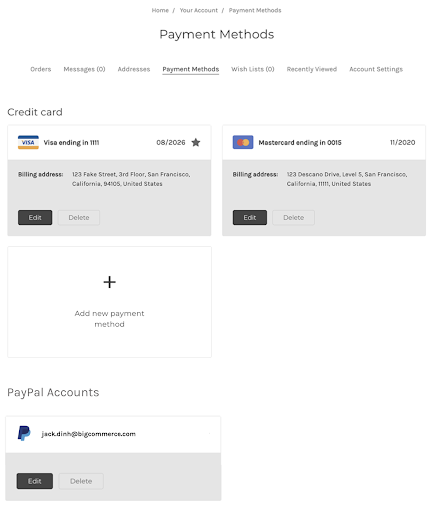 Home / Your Account / Payment Methods
Payment Methods
Orders Messages (0) Addresses Payment Methods Wish Lists (0) Recently Viewed Account Settings
Credit card
VISA Visa ending in 1111 08/2026
Billing address: 123 Fake Street, 3rd Floor, San Francisco,
California, 94105, United States
Edit Delete
Mastercard ending in 0015 11/2020
Billing address: 123 Descano Drive, Level 5, San Francisco,
California, 11111, United States
Edit Delete
+
Add new payment
method
PayPal Accounts
jack.dinh@bigcommerce.com
Edit Delete